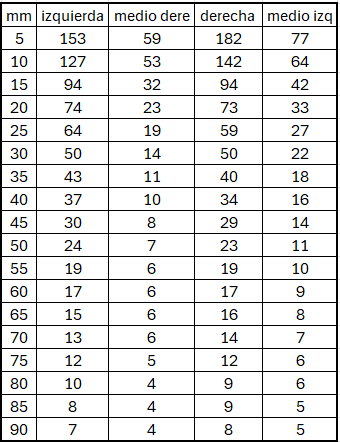 mm izquierda medio dere derecha medio izq
5 153 59 182 77
10 127 53 142 64
15 94 32 94 42
20 74 23 73 33
25 64 19 59 27
30 50 14 50 22
35 43 11 40 18
40 37 10 34 16
45 30 8 29 14
50 24 7 23 11
55 19 6 19 10
60 17 6 17 9
65 15 6 16 8
70 13 6 14 7
75 12 5 12 6
80 10 4 9 6
85 8 4 9 5
90 7 4 8 5